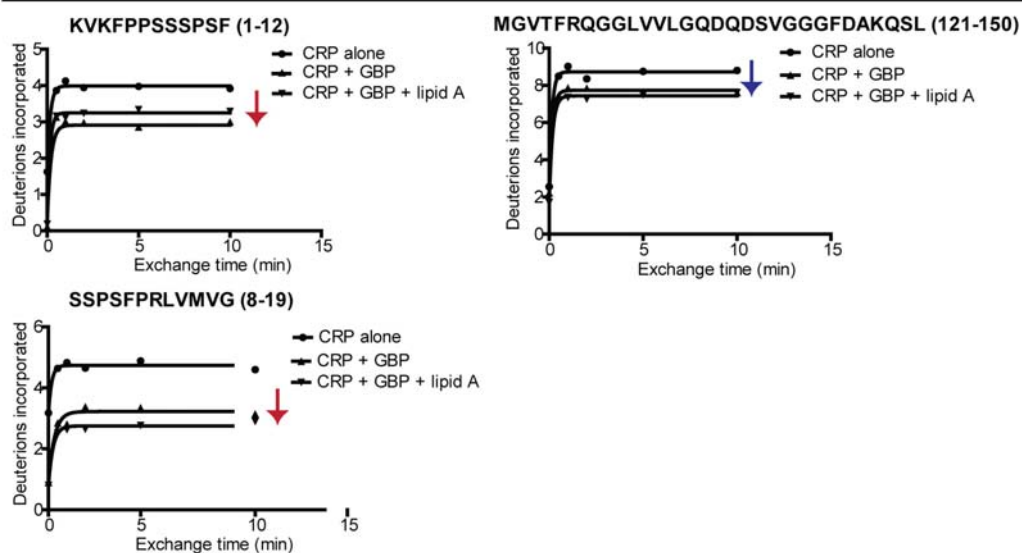 KVKFPPSSSPSF (1-12)
5
4
3
2
1
0
Deuterions incorporated
CRP alone
CRP + GBP
CRP + GBP + lipid A
0
5
10
15
Exchange time (min)
MGVTFRQGGLVVLGQDQDSVGGGFDAKQSL (121-150)
10
8
6
4
2
0
Deuterions incorporated
CRP alone
CRP + GBP
CRP + GBP + lipid A
0
5
10
15
Exchange time (min)
SSPSFPRLVMVG (8-19)
6
4
2
0
Deuterions incorporated
CRP alone
CRP + GBP
CRP + GBP + lipid A
0
5
10
15
Exchange time (min)